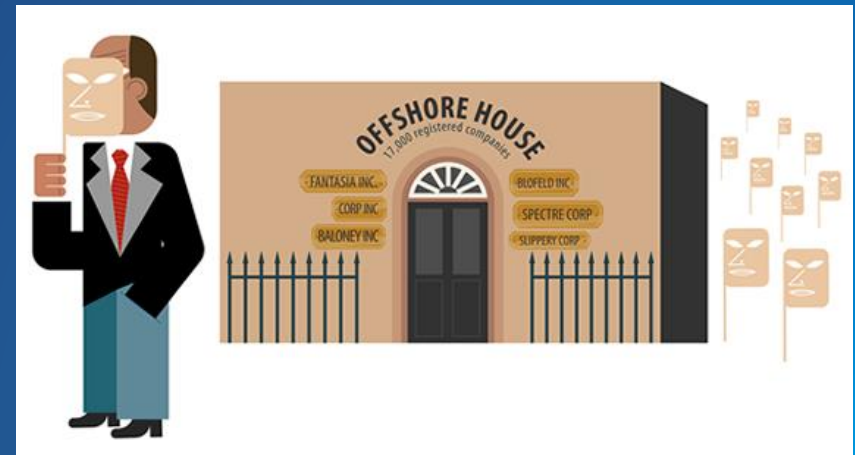 OFFSHORE HOUSE
17,000 registered companies
FANTASIA INC.
CORP INC
BALONEY INC
BLOFELD INC
SPECTRE CORP
SLIPPERY CORP